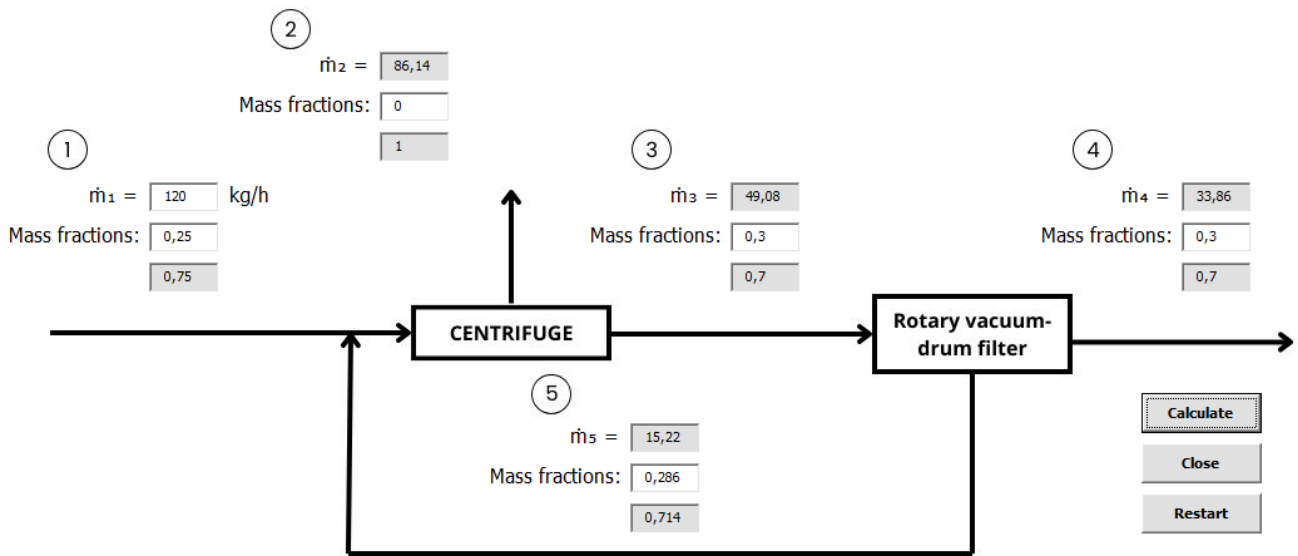 2
ṁ₂ = 86,14
Mass fractions: 0
1
1
ṁ₁ = 120 kg/h
Mass fractions: 0,25
0,75
3
ṁ₃ = 49,08
Mass fractions: 0,3
0,7
4
ṁ₄ = 33,86
Mass fractions: 0,3
0,7
CENTRIFUGE
Rotary vacuum-
drum filter
5
ṁ₅ = 15,22
Mass fractions: 0,286
0,714
Calculate
Close
Restart